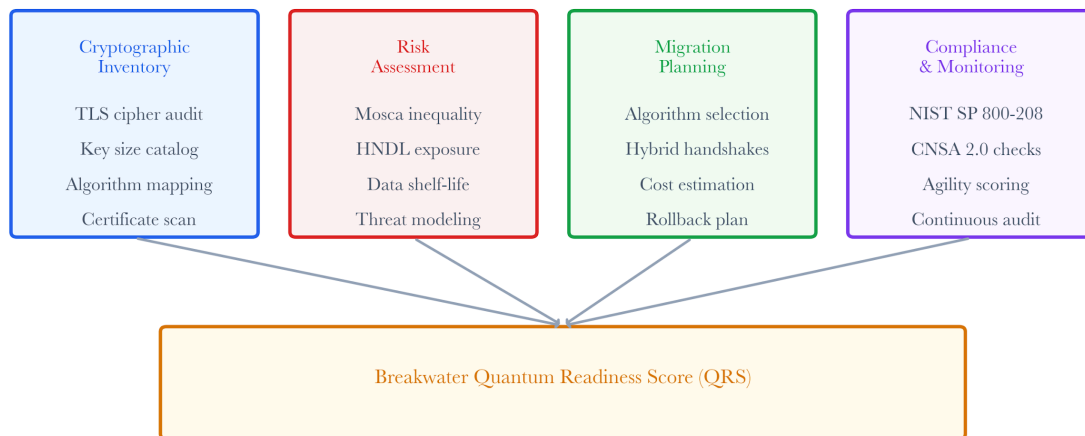 Cryptographic
Inventory
TLS cipher audit
Key size catalog
Algorithm mapping
Certificate scan
Risk
Assessment
Mosca inequality
HNDL exposure
Data shelf-life
Threat modeling
Migration
Planning
Algorithm selection
Hybrid handshakes
Cost estimation
Rollback plan
Compliance
& Monitoring
NIST SP 800-208
CNSA 2.0 checks
Agility scoring
Continuous audit
Breakwater Quantum Readiness Score (QRS)